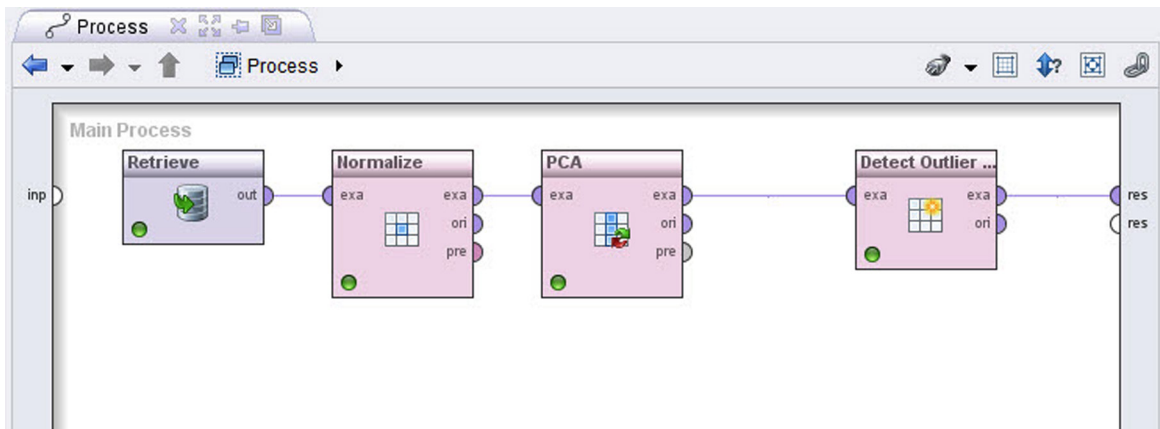 Process
Process
Main Process
Retrieve
Normalize
PCA
Detect Outlier ...
inp
out
exa
exa
exa
exa
exa
exa
res
ori
ori
ori
res
pre
pre